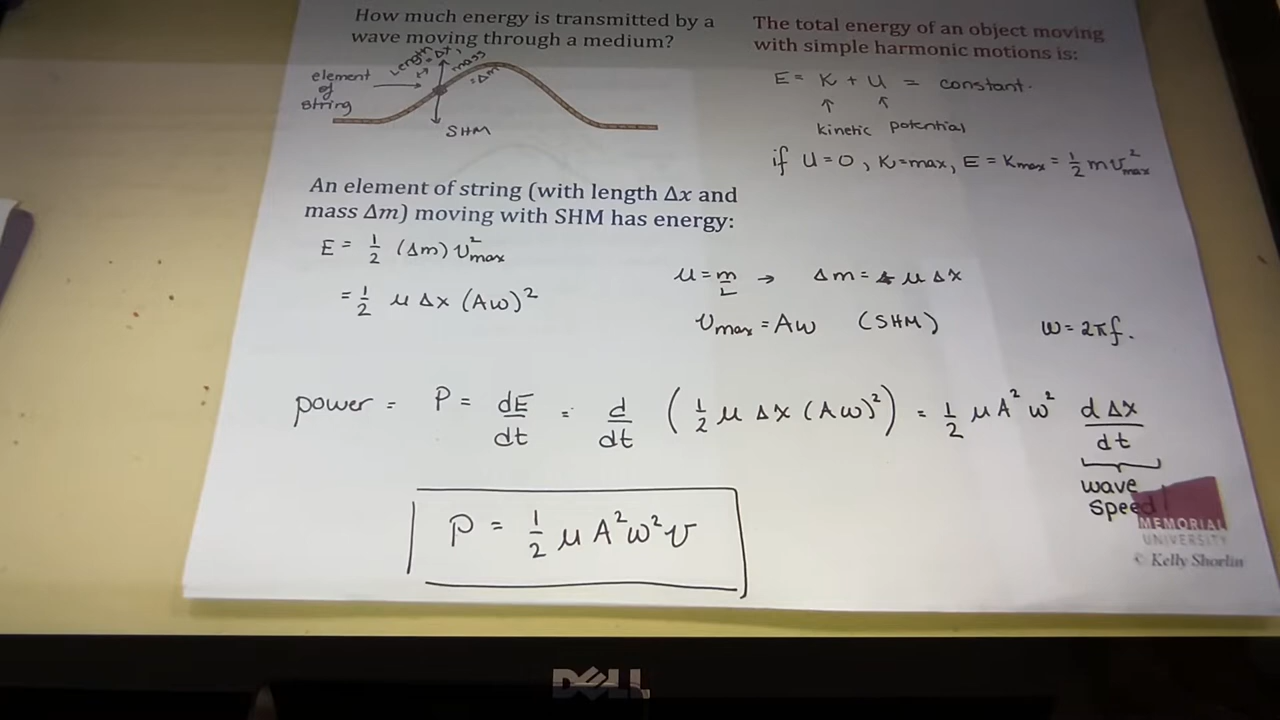 How much energy is transmitted by a
wave moving through a medium?
Length
= Δx
mass
= Δm
element
of
string
SHM
The total energy of an object moving
with simple harmonic motions is:
E = K + U = constant.
↑ ↑
kinetic potential
if U=0, K=max, E = Kmax = 1/2 m v²max
An element of string (with length Δx and
mass Δm) moving with SHM has energy:
E = 1/2 (Δm) v²max
= 1/2 μ Δx (Aω)²
μ = m/L → Δm = μ Δx
vmax = Aω (SHM)
ω = 2πf.
power = P = dE/dt = d/dt (1/2 μ Δx (Aω)²) = 1/2 μ A² ω² dΔx/dt
wave
speed
P = 1/2 μ A² ω² v
MEMORIAL
UNIVERSITY
© Kelly Shorlin
DELL